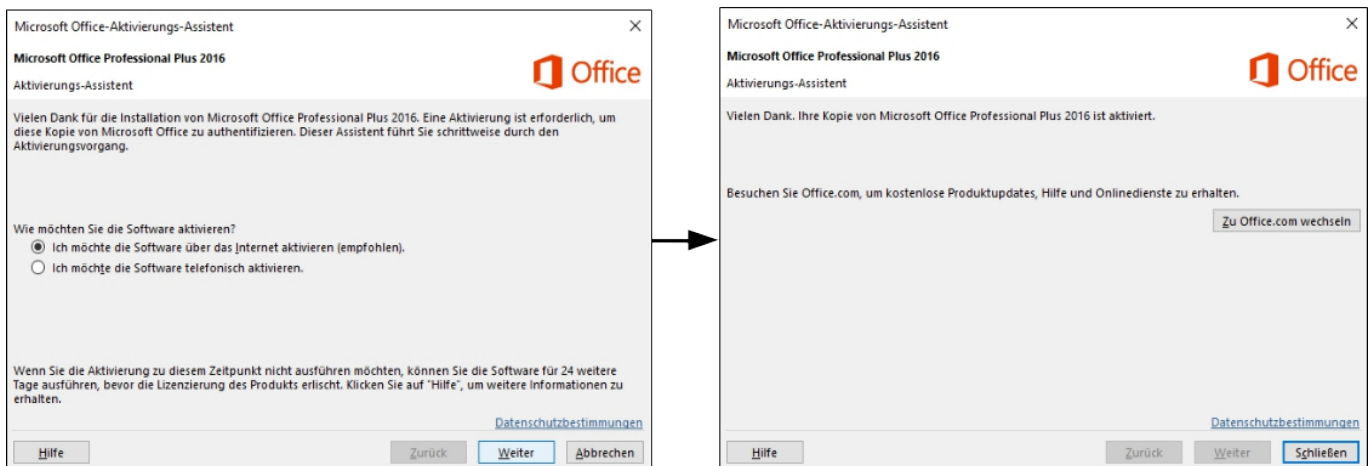 Microsoft Office-Aktivierungs-Assistent
Microsoft Office Professional Plus 2016
Office
Aktivierungs-Assistent
Vielen Dank für die Installation von Microsoft Office Professional Plus 2016. Eine Aktivierung ist erforderlich, um
diese Kopie von Microsoft Office zu authentifizieren. Dieser Assistent führt Sie schrittweise durch den
Aktivierungsvorgang.
Wie möchten Sie die Software aktivieren?
Ich möchte die Software über das Internet aktivieren (empfohlen).
Ich möchte die Software telefonisch aktivieren.
Wenn Sie die Aktivierung zu diesem Zeitpunkt nicht ausführen möchten, können Sie die Software für 24 weitere
Tage ausführen, bevor die Lizenzierung des Produkts erlischt. Klicken Sie auf "Hilfe", um weitere Informationen zu
erhalten.
Datenschutzbestimmungen
Hilfe
Zurück
Weiter
Abbrechen
Microsoft Office-Aktivierungs-Assistent
Microsoft Office Professional Plus 2016
Office
Aktivierungs-Assistent
Vielen Dank. Ihre Kopie von Microsoft Office Professional Plus 2016 ist aktiviert.
Besuchen Sie Office.com, um kostenlose Produktupdates, Hilfe und Onlinedienste zu erhalten.
Zu Office.com wechseln
Datenschutzbestimmungen
Hilfe
Zurück
Weiter
Schließen